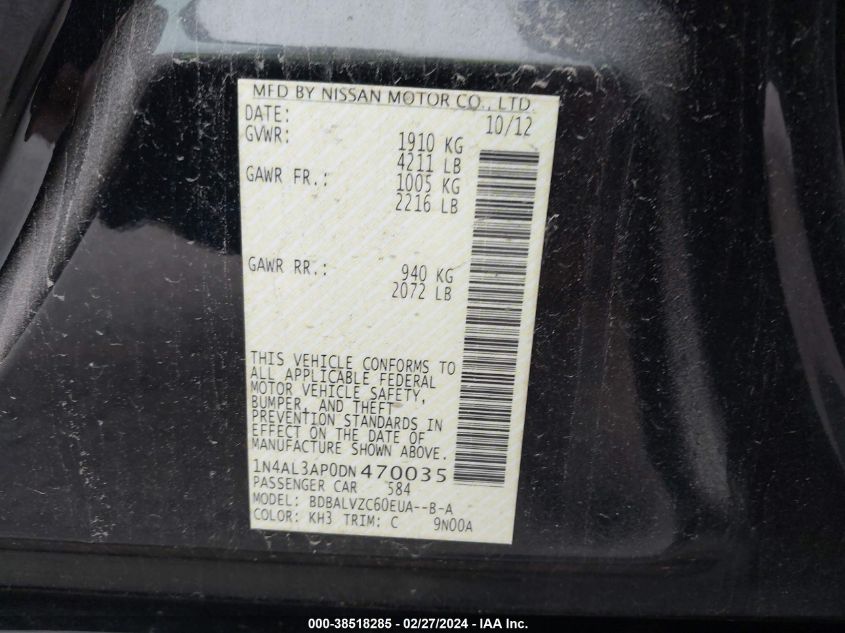 MFD BY NISSAN MOTOR CO., LTD.
DATE: 10/12
GVWR: 1910 KG
4211 LB
GAWR FR.: 1005 KG
2216 LB
GAWR RR.: 940 KG
2072 LB
THIS VEHICLE CONFORMS TO
ALL APPLICABLE FEDERAL
MOTOR VEHICLE SAFETY,
BUMPER, AND THEFT
PREVENTION STANDARDS IN
EFFECT ON THE DATE OF
MANUFACTURE SHOWN ABOVE.
1N4AL3AP0DN470035
PASSENGER CAR 584
MODEL: BDBALVZC60EUA--B-A
COLOR: KH3 TRIM: C 9N00A
000-38518285 - 02/27/2024 - IAA Inc.